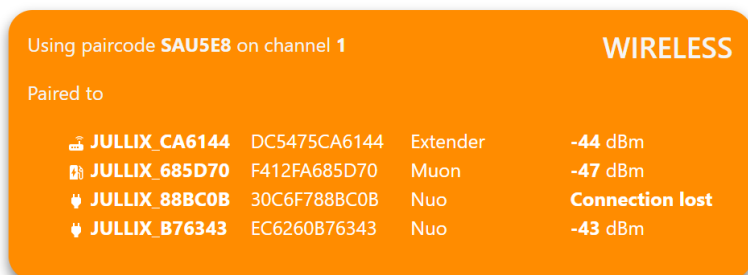 Using paircode SAU5E8 on channel 1
WIRELESS
Paired to
JULLIX_CA6144 DC5475CA6144 Extender -44 dBm
JULLIX_685D70 F412FA685D70 Muon -47 dBm
JULLIX_88BC0B 30C6F788BC0B Nuo Connection lost
JULLIX_B76343 EC6260B76343 Nuo -43 dBm